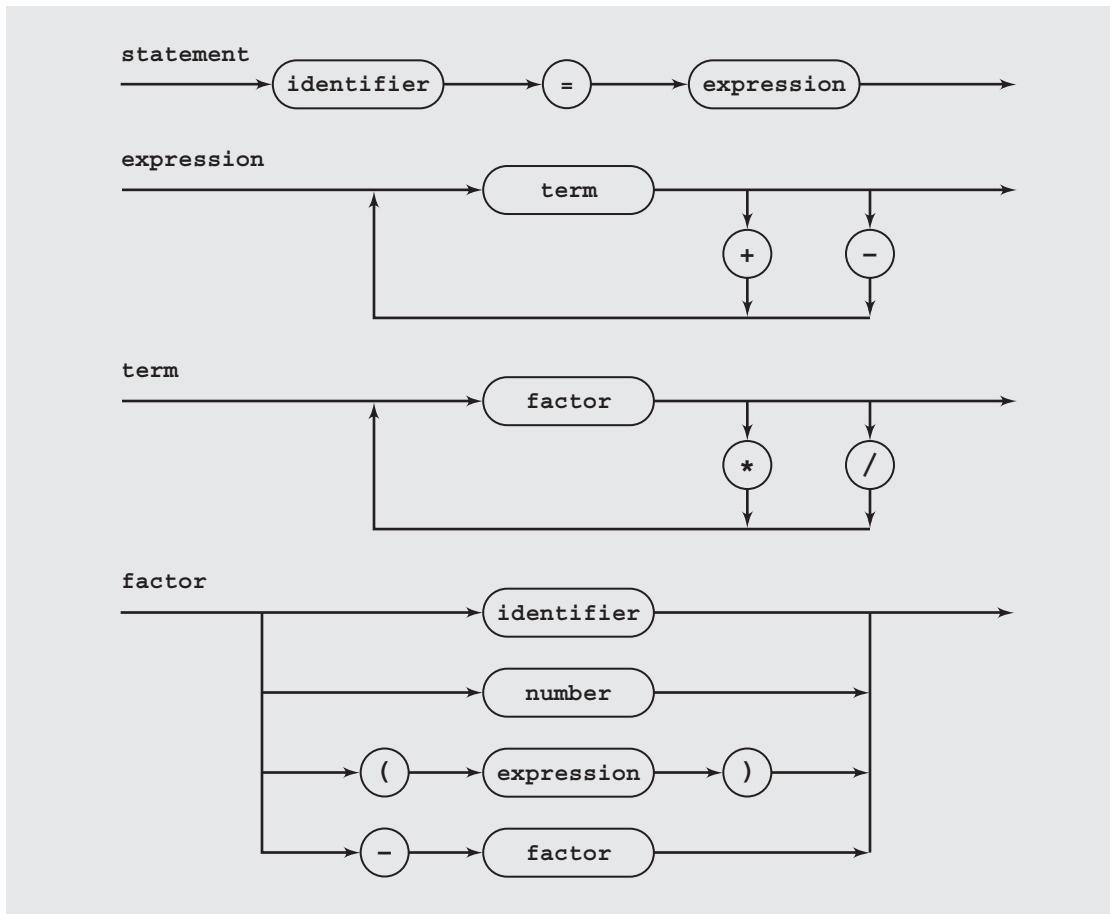 statement
identifier = expression
expression
term
+ –
term
factor
* /
factor
identifier
number
( expression )
– factor